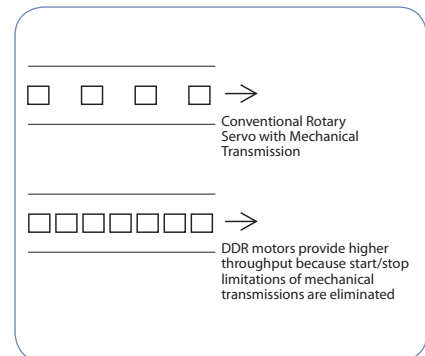 Conventional Rotary
Servo with Mechanical
Transmission
DDR motors provide higher
throughput because start/stop
limitations of mechanical
transmissions are eliminated